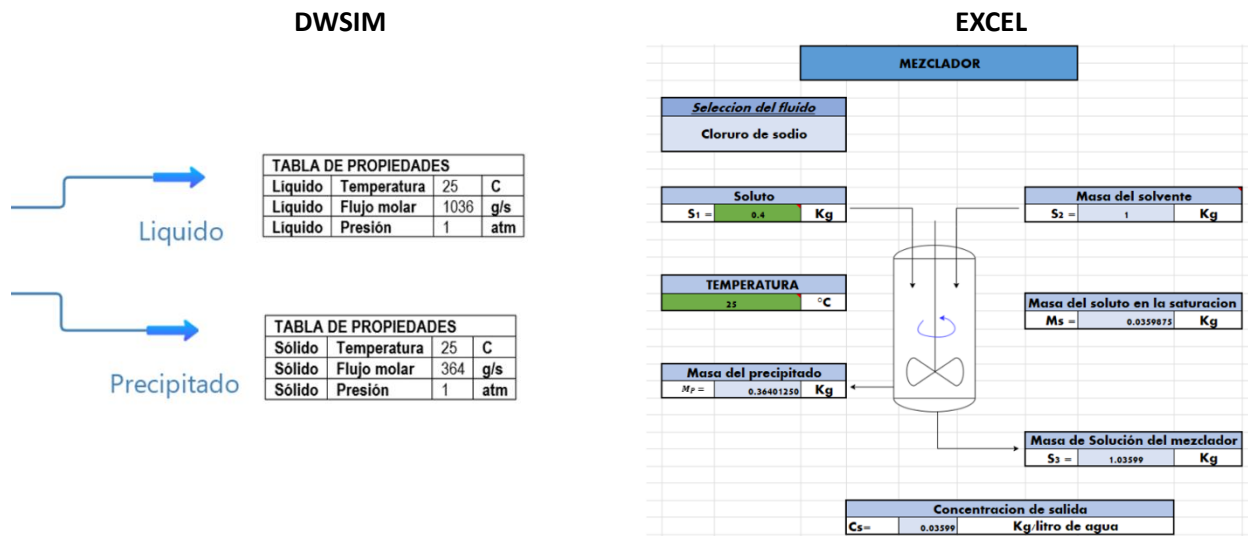 DWSIM
TABLA DE PROPIEDADES
Líquido Temperatura 25 C
Líquido Flujo molar 1036 g/s
Líquido Presión 1 atm
Liquido
TABLA DE PROPIEDADES
Sólido Temperatura 25 C
Sólido Flujo molar 364 g/s
Sólido Presión 1 atm
Precipitado
EXCEL
MEZCLADOR
Seleccion del fluido
Cloruro de sodio
Soluto
S1 = 0.4 Kg
Masa del solvente
S2 = 1 Kg
TEMPERATURA
25 °C
Masa del soluto en la saturacion
Ms = 0.0359875 Kg
Masa del precipitado
MP = 0.36401250 Kg
Masa de Solución del mezclador
S3 = 1.03599 Kg
Concentracion de salida
Cs= 0.03599 Kg/litro de agua